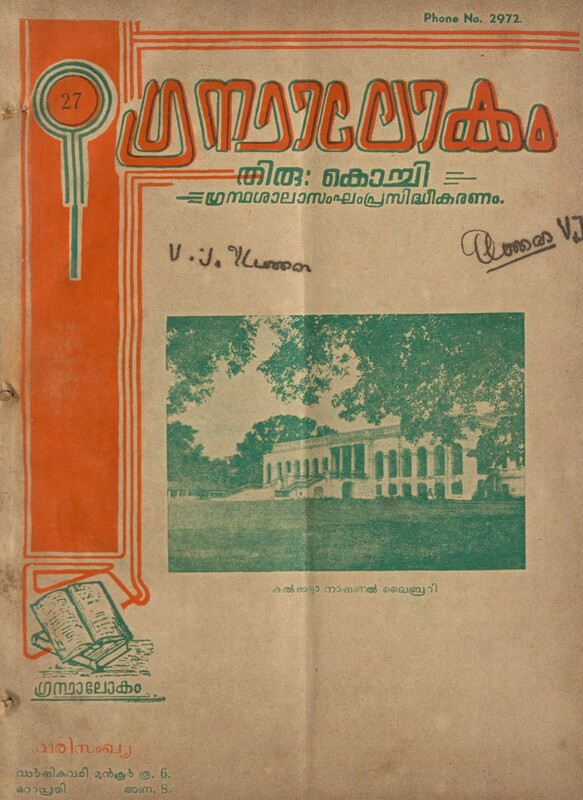 Phone No. 2972.
27
ഗ്രന്ഥാലോകം
തിരു: കൊച്ചി
ഗ്രന്ഥശാലാസംഘംപ്രസിദ്ധീകരണം.
കൽക്കട്ടാ നാഷണൽ ലൈബ്രറി
ഗ്രന്ഥാലോകം
വരിസംഖ്യ
വാർഷികവരി മുൻകൂർ രൂ. 6.
ഒറ്റപ്രതി അണ. 8.